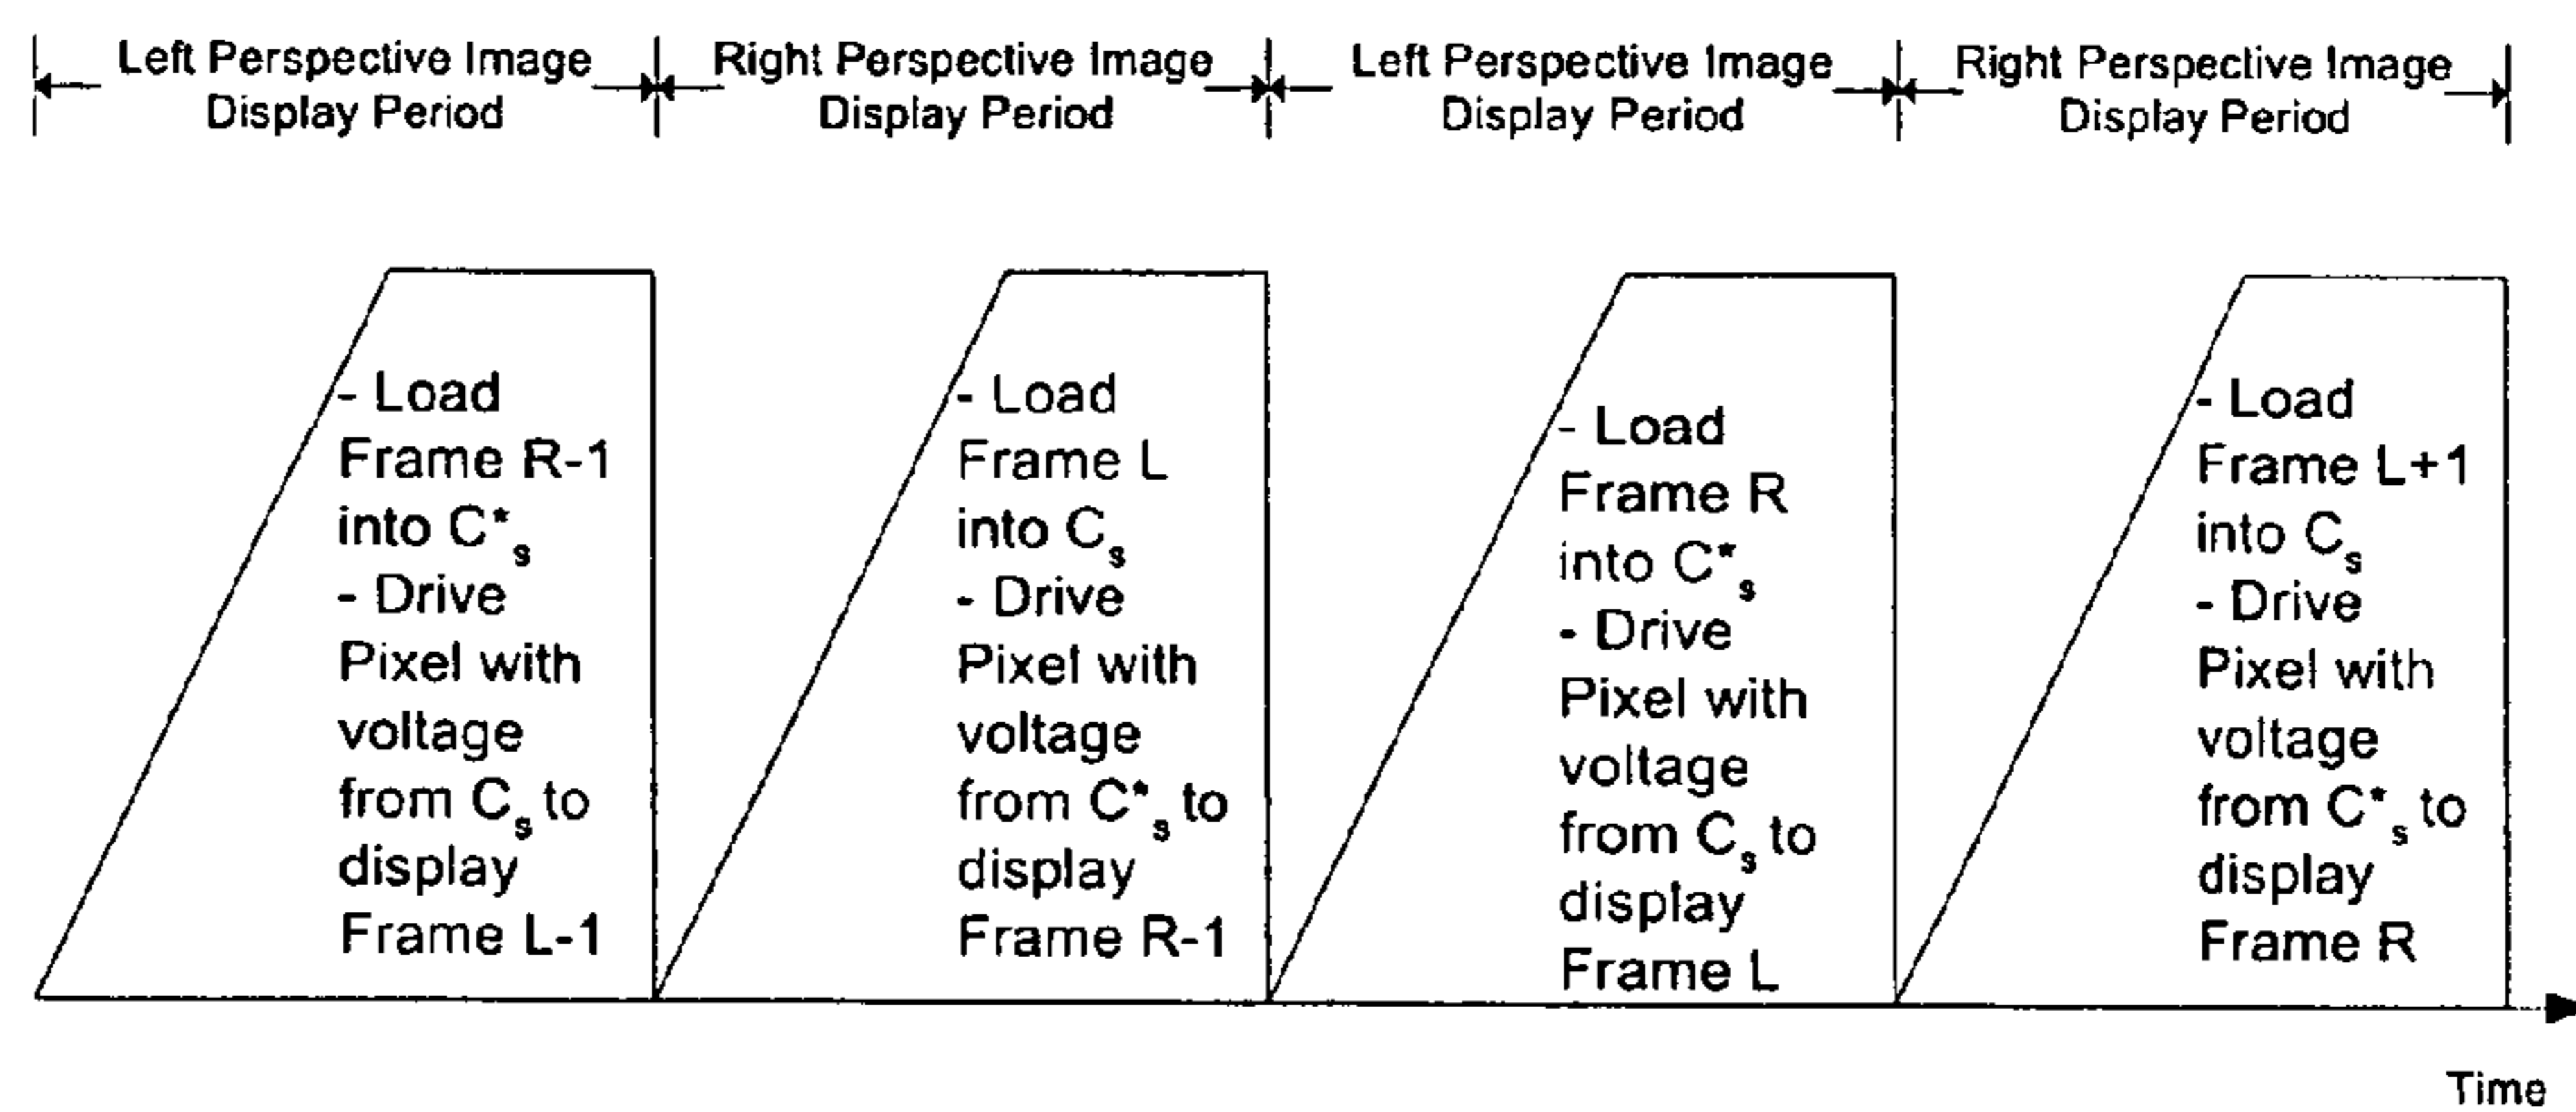 Left Perspective Image
Display Period
Right Perspective Image
Display Period
Left Perspective Image
Display Period
Right Perspective Image
Display Period
- Load
Frame R-1
into C*s
- Drive
Pixel with
voltage
from Cs to
display
Frame L-1
- Load
Frame L
into Cs
- Drive
Pixel with
voltage
from C*s to
display
Frame R-1
- Load
Frame R
into C*s
- Drive
Pixel with
voltage
from Cs to
display
Frame L
- Load
Frame L+1
into Cs
- Drive
Pixel with
voltage
from C*s to
display
Frame R
Time